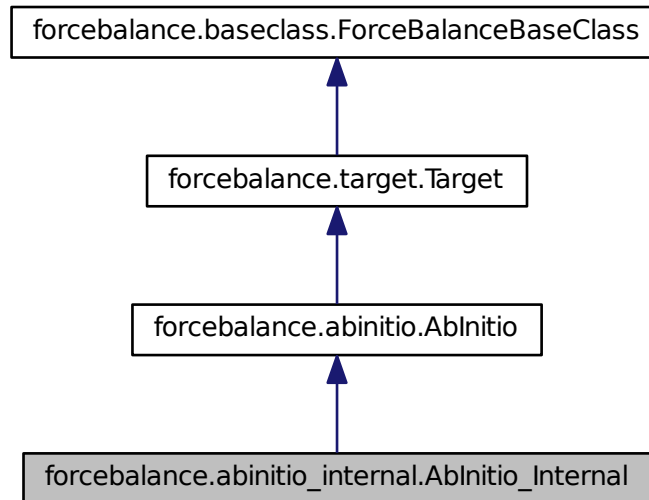 forcebalance.baseclass.ForceBalanceBaseClass
forcebalance.target.Target
forcebalance.abinitio.AbInitio
forcebalance.abinitio_internal.AbInitio_Internal